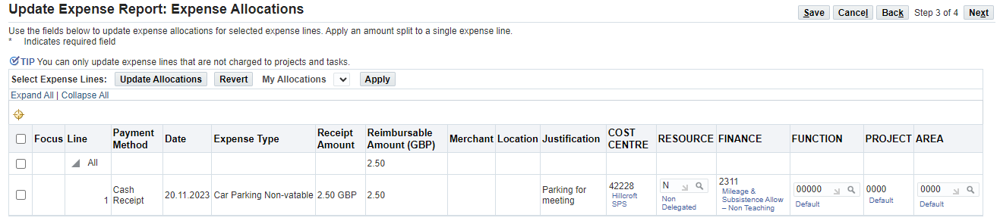 Update Expense Report: Expense Allocations
Save Cancel Back Step 3 of 4 Next
Use the fields below to update expense allocations for selected expense lines. Apply an amount split to a single expense line.
* Indicates required field
TIP You can only update expense lines that are not charged to projects and tasks.
Select Expense Lines: Update Allocations Revert My Allocations Apply
Expand All | Collapse All
Focus Line Payment Method Date Expense Type Receipt Amount Reimbursable Amount (GBP) Merchant Location Justification COST CENTRE RESOURCE FINANCE FUNCTION PROJECT AREA
All 2.50
1 Cash Receipt 20.11.2023 Car Parking Non-vatable 2.50 GBP 2.50 Parking for meeting 42228 Hillcroft SPS N Non Delegated 2311 Mileage & Subsistence Allow – Non Teaching 00000 Default 0000 Default 0000 Default